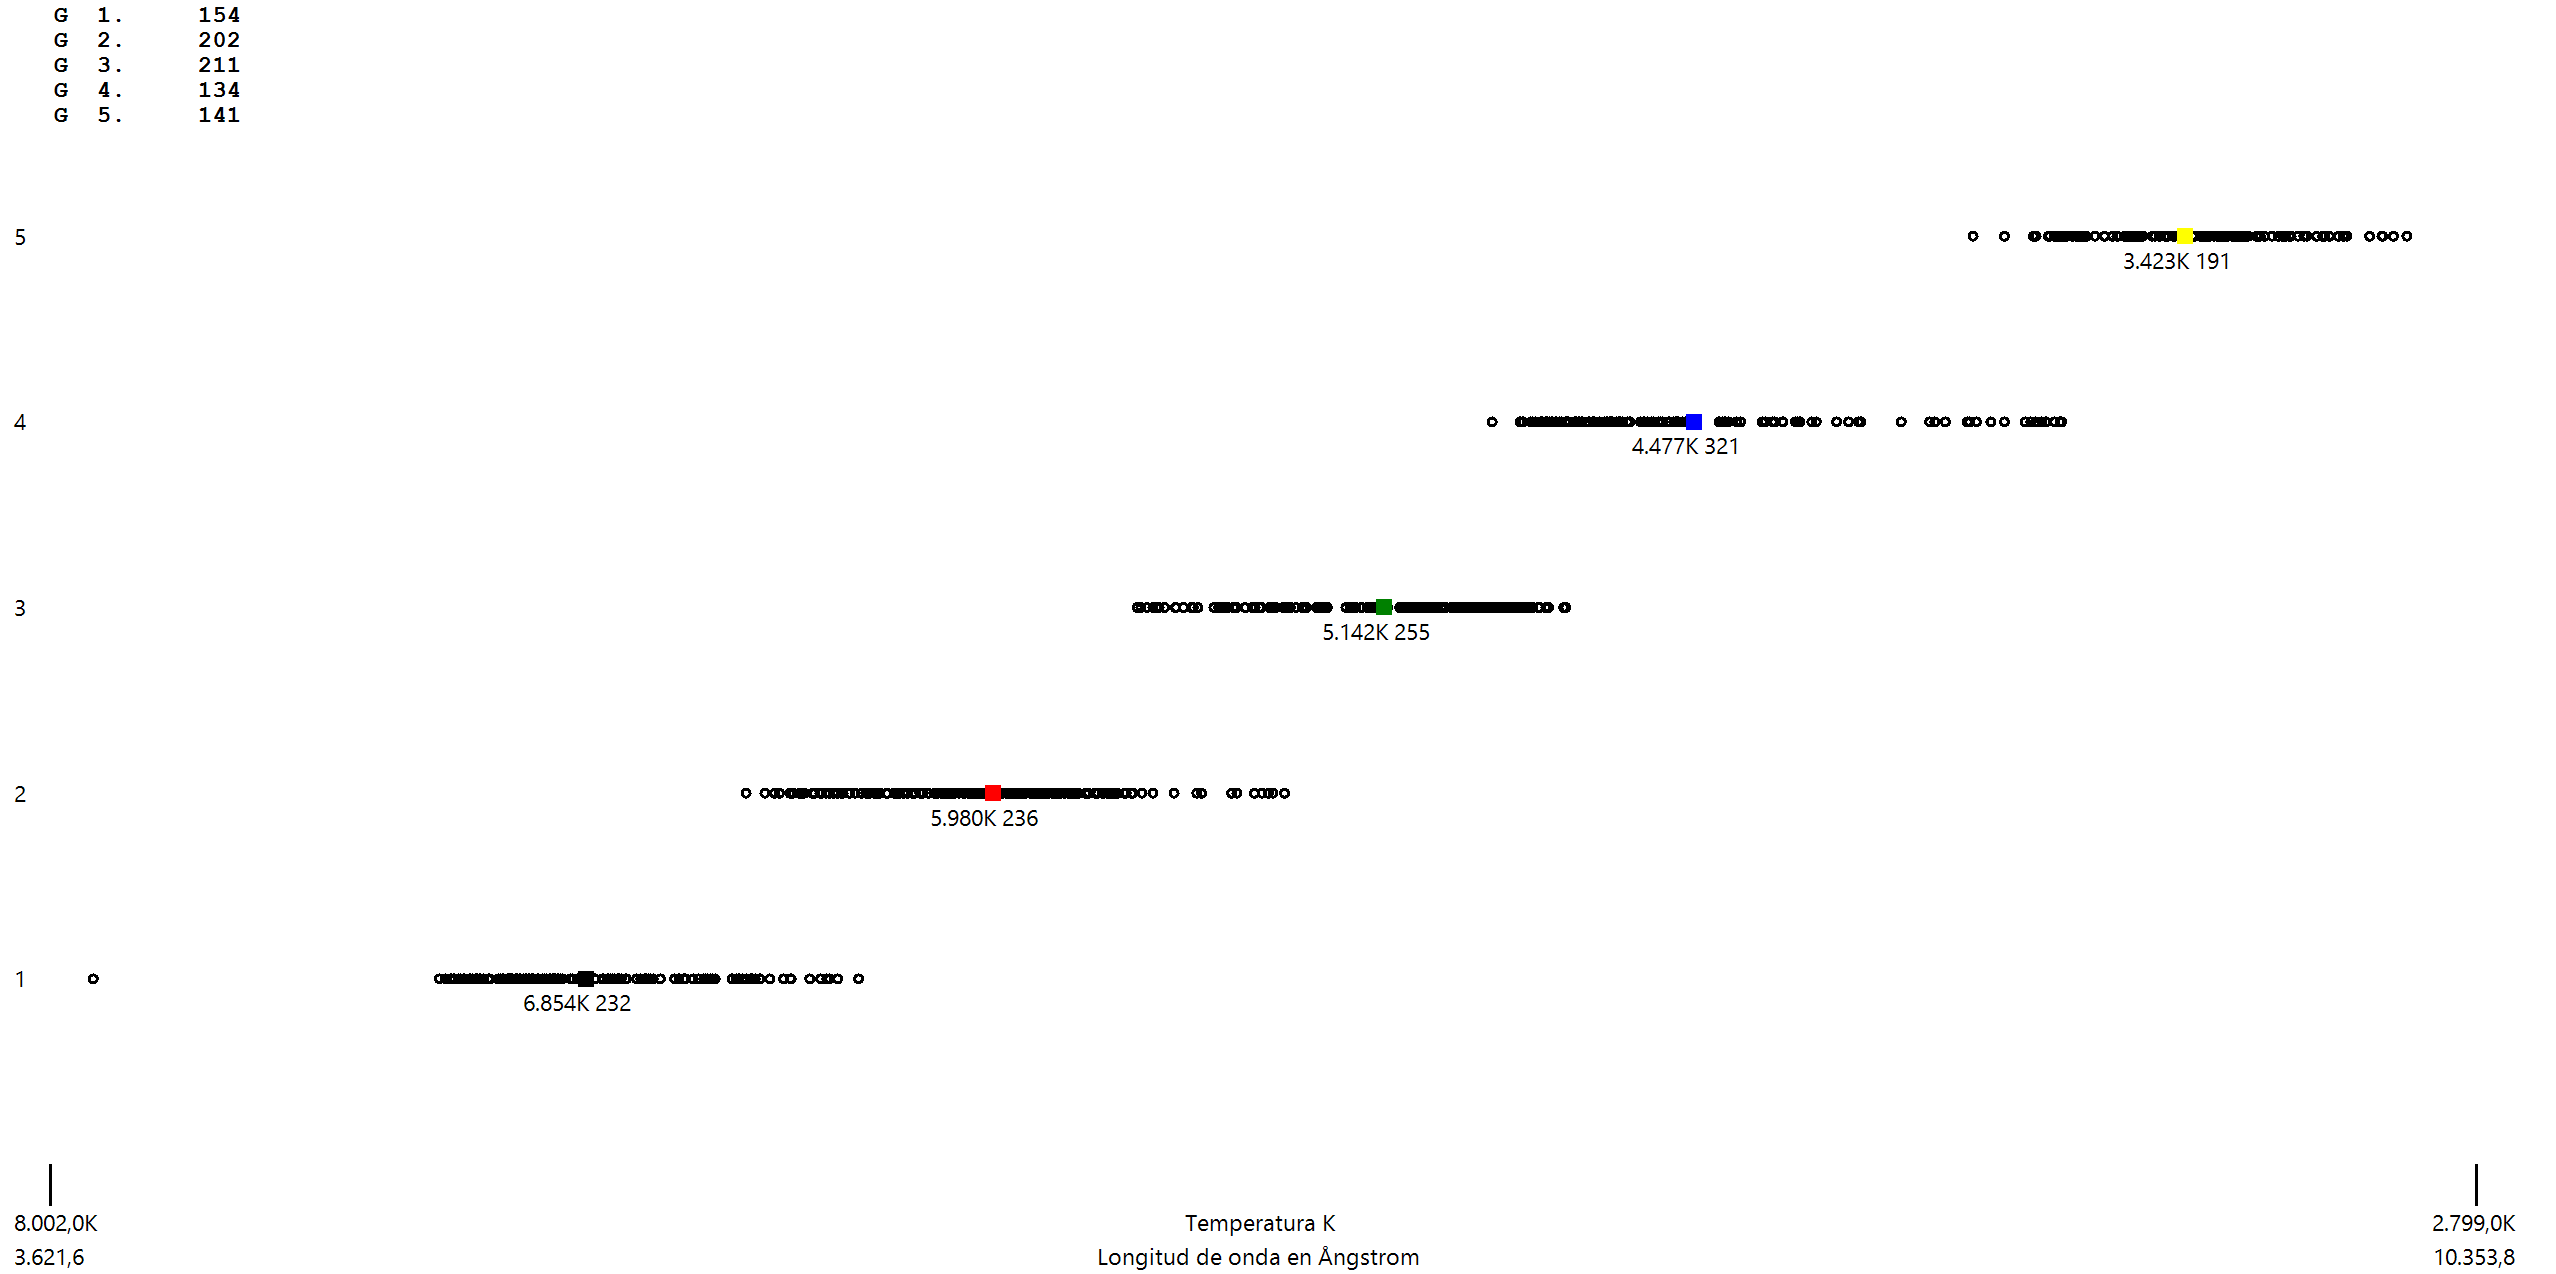 G 1. 154
G 2. 202
G 3. 211
G 4. 134
G 5. 141
5
3.423K 191
4
4.477K 321
3
5.142K 255
2
5.980K 236
1
6.854K 232
8.002,0K Temperatura K 2.799,0K
3.621,6 Longitud de onda en Ångstrom 10.353,8